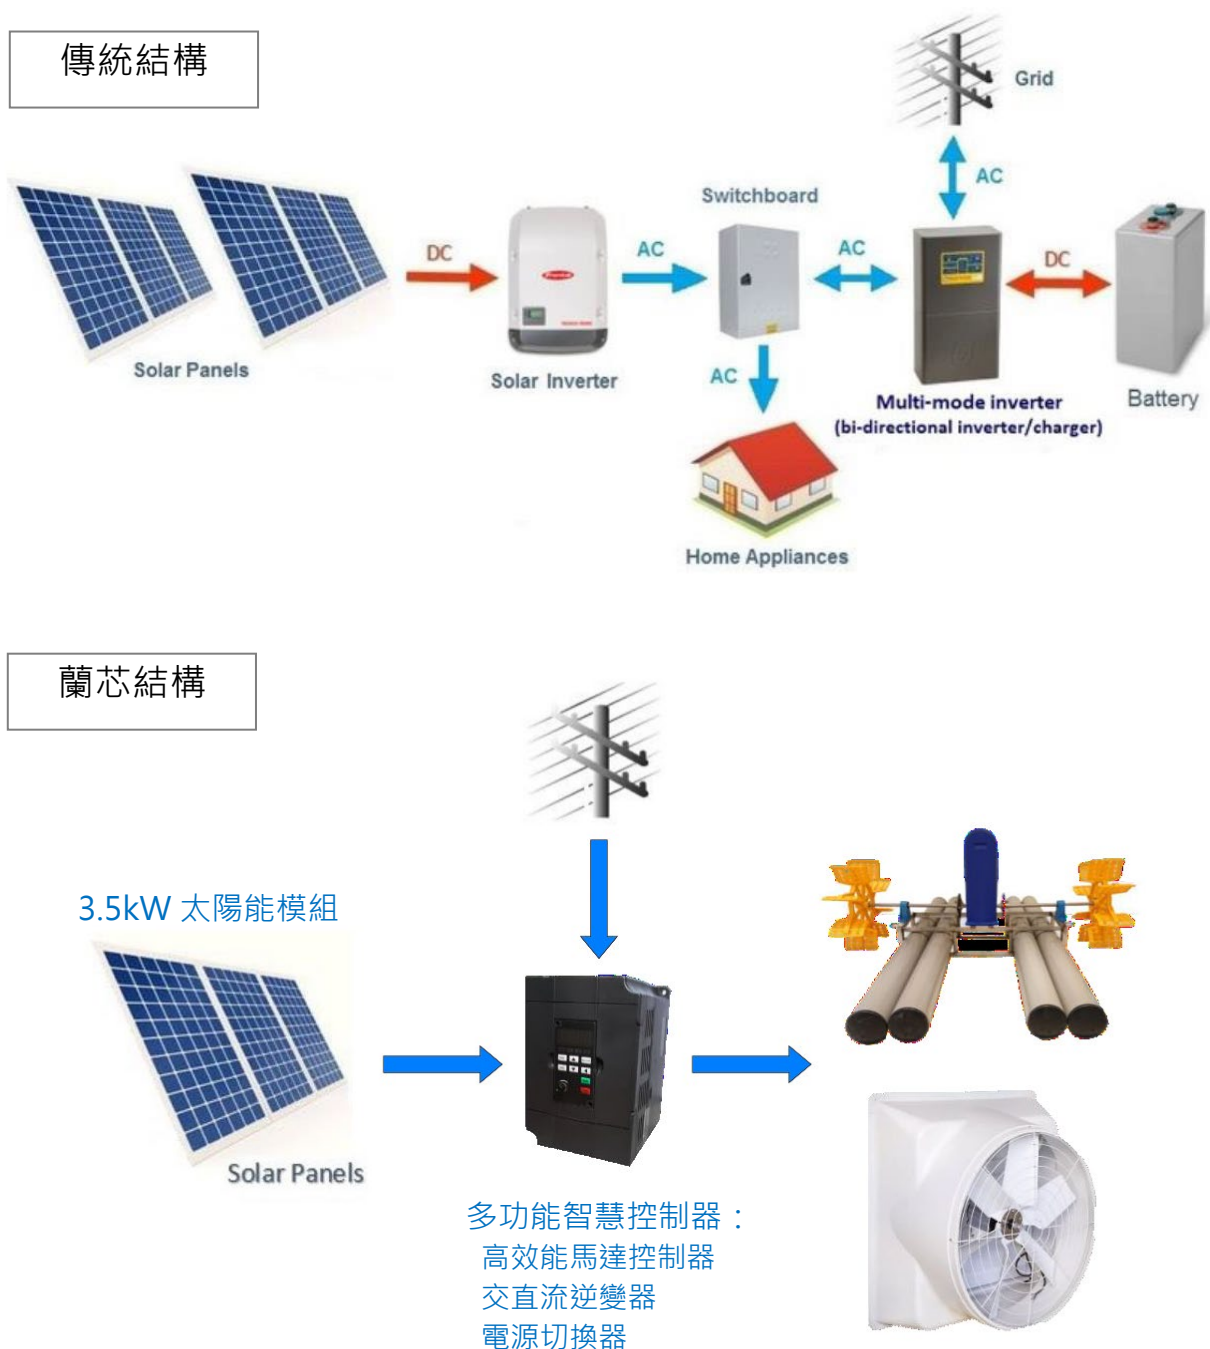 傳統結構
Grid
AC
Switchboard
DC
AC
AC
DC
Solar Panels
Solar Inverter
AC
Multi-mode inverter
(bi-directional inverter/charger)
Battery
Home Appliances
蘭芯結構
3.5kW 太陽能模組
Solar Panels
多功能智慧控制器：
高效能馬達控制器
交直流逆變器
電源切換器